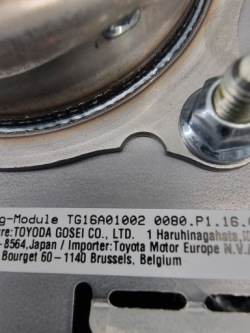 g-Module TG16A01002 0080.P1.16.0
re:TOYODA GOSEI CO., LTD. 1 Haruhinagahata,
-8564,Japan / Importer:Toyota Motor Europe N.V.
Bourget 60-1140 Brussels, Belgium